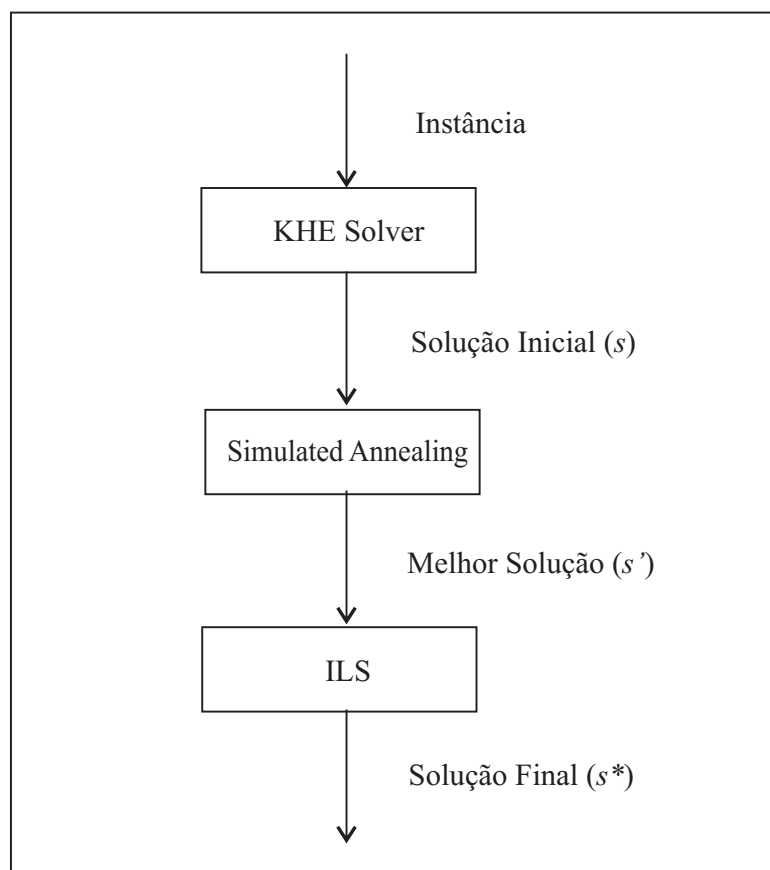 Instância
KHE Solver
Solução Inicial (s)
Simulated Annealing
Melhor Solução (s’)
ILS
Solução Final (s*)